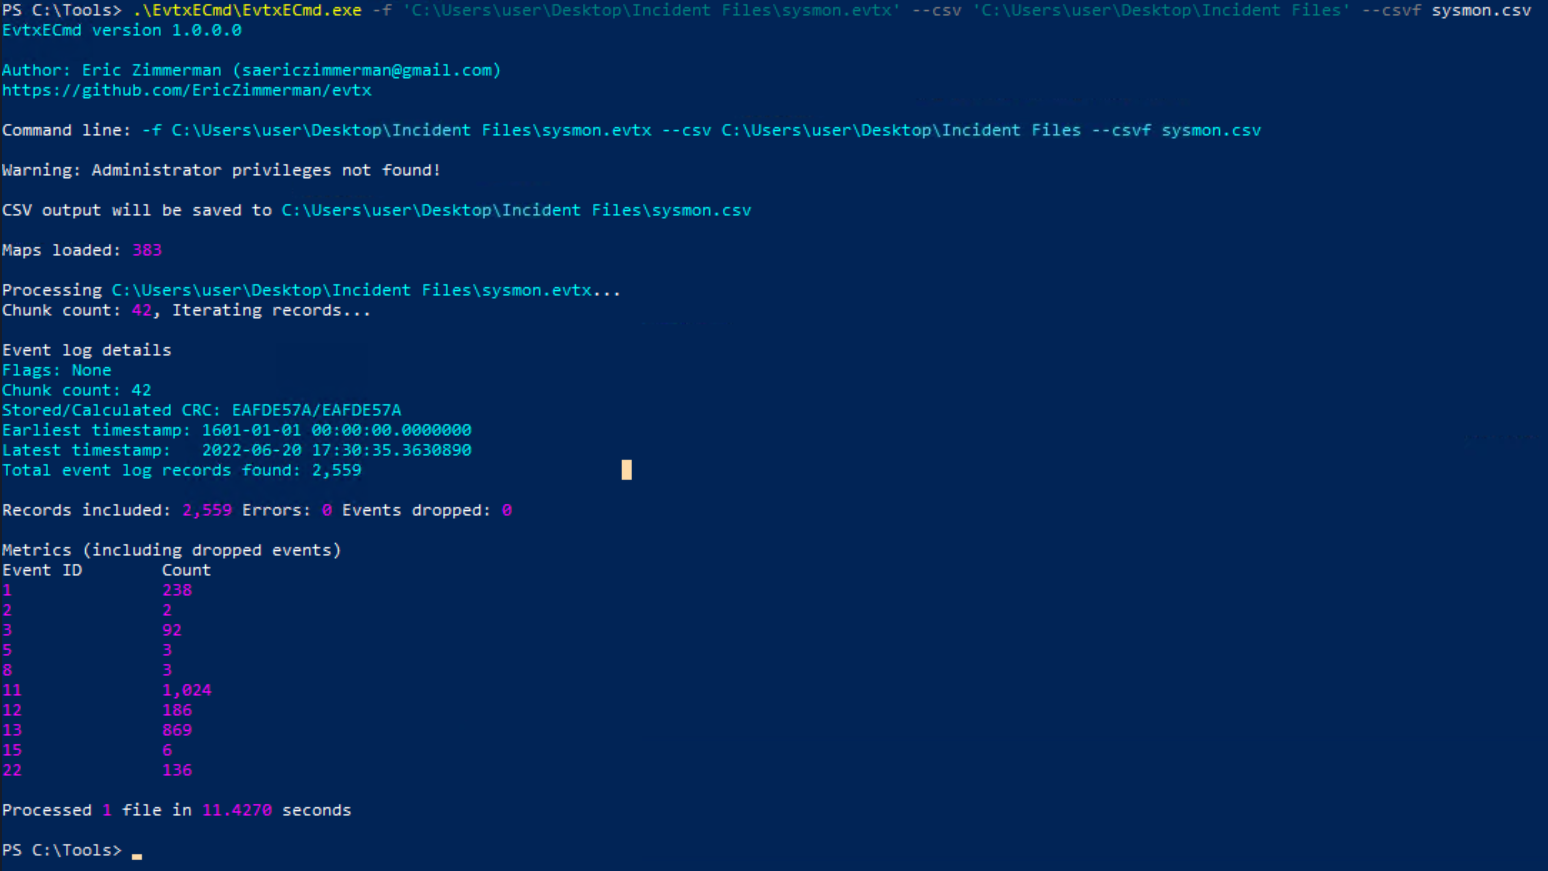 PS C:\Tools> .\EvtxECmd\EvtxECmd.exe -f 'C:\Users\user\Desktop\Incident Files\sysmon.evtx' --csv 'C:\Users\user\Desktop\Incident Files' --csvf sysmon.csv
EvtxECmd version 1.0.0.0
Author: Eric Zimmerman (saericzimmerman@gmail.com)
https://github.com/EricZimmerman/evtx
Command line: -f C:\Users\user\Desktop\Incident Files\sysmon.evtx --csv C:\Users\user\Desktop\Incident Files --csvf sysmon.csv
Warning: Administrator privileges not found!
CSV output will be saved to C:\Users\user\Desktop\Incident Files\sysmon.csv
Maps loaded: 383
Processing C:\Users\user\Desktop\Incident Files\sysmon.evtx...
Chunk count: 42, Iterating records...
Event log details
Flags: None
Chunk count: 42
Stored/Calculated CRC: EAFDE57A/EAFDE57A
Earliest timestamp: 1601-01-01 00:00:00.0000000
Latest timestamp:   2022-06-20 17:30:35.3630890
Total event log records found: 2,559
Records included: 2,559 Errors: 0 Events dropped: 0
Metrics (including dropped events)
Event ID        Count
1               238
2               2
3               92
5               3
8               3
11              1,024
12              186
13              869
15              6
22              136
Processed 1 file in 11.4270 seconds
PS C:\Tools> _